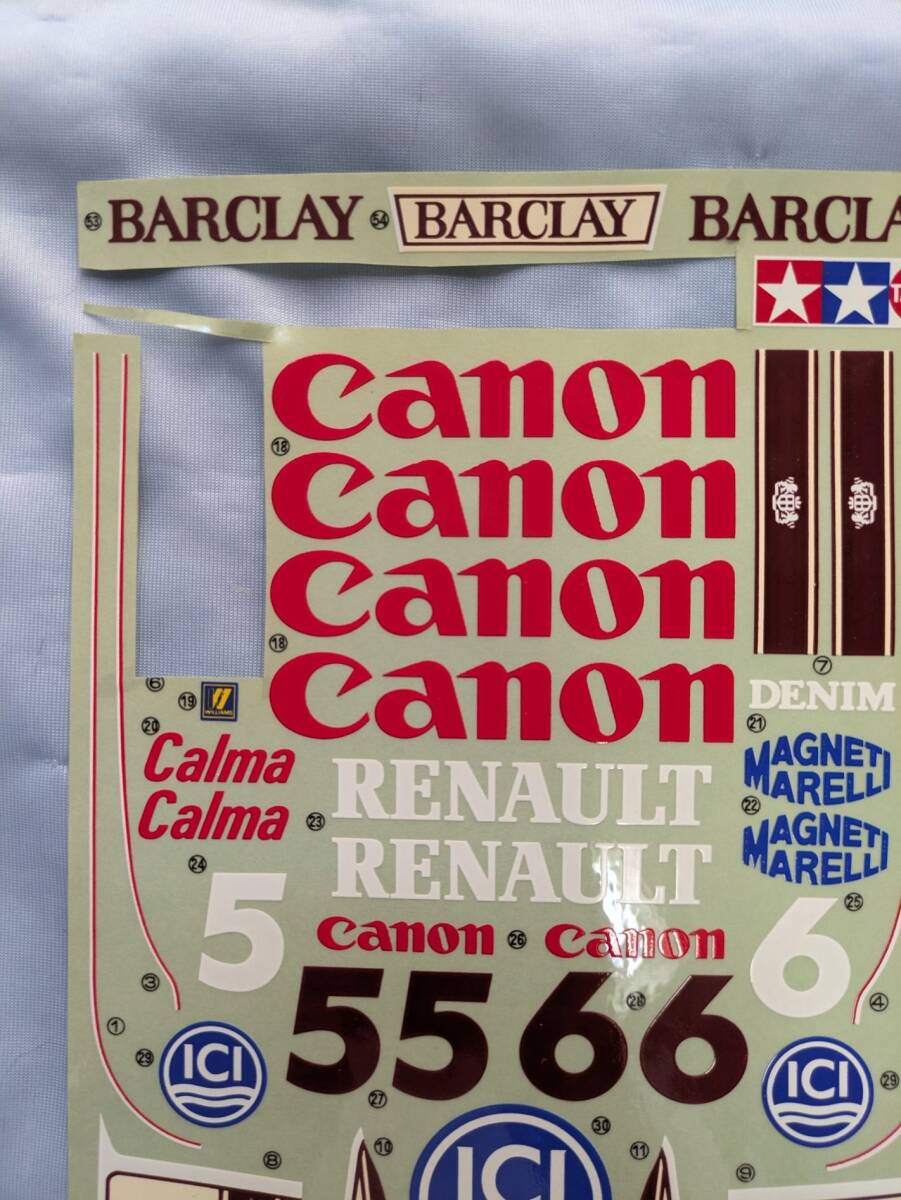 53 BARCLAY 54 BARCLAY BARCLA
Canon
18
Canon
Canon
18
Canon
7
6 19 WILLIAMS
DENIM
20
21
Calma
Calma
MAGNETI
MARELLI
22
MAGNETI
MARELLI
23
RENAULT
RENAULT
24
5
25
6
Canon 26 Canon
3
4
55 28 66
1
29
ICI
ICI
29
27
30
10
11
8
9
ICI